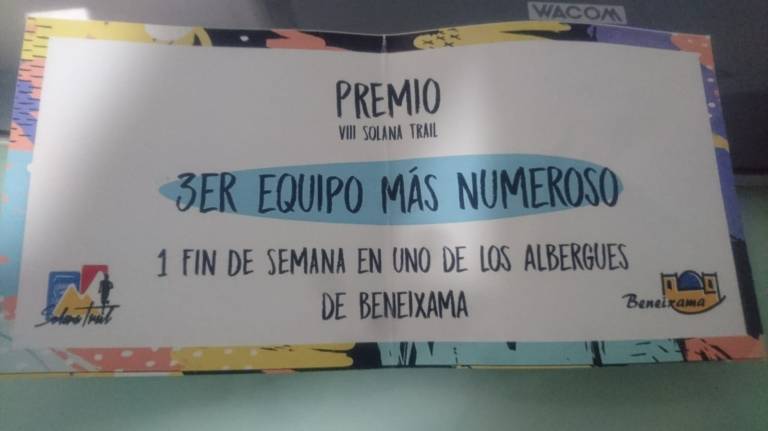 WACOM
PREMIO
VIII SOLANA TRAIL
3ER EQUIPO MÁS NUMEROSO
1 FIN DE SEMANA EN UNO DE LOS ALBERGUES
DE BENEIXAMA
Solana Trail
Beneixama